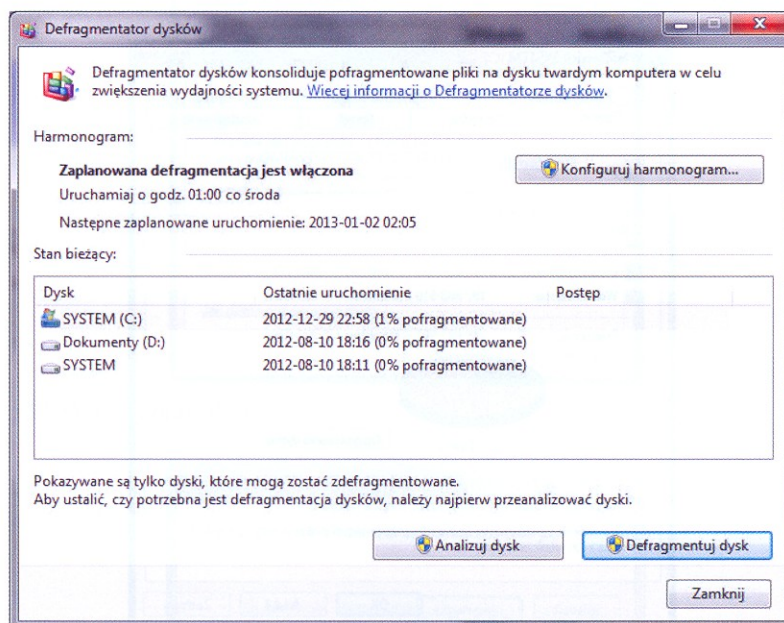 Defragmentator dysków
Defragmentator dysków konsoliduje pofragmentowane pliki na dysku twardym komputera w celu
zwiększenia wydajności systemu. Więcej informacji o Defragmentatorze dysków.
Harmonogram:
Zaplanowana defragmentacja jest włączona
Konfiguruj harmonogram...
Uruchamiaj o godz. 01:00 co środa
Następne zaplanowane uruchomienie: 2013-01-02 02:05
Stan bieżący:
Dysk Ostatnie uruchomienie Postęp
SYSTEM (C:) 2012-12-29 22:58 (1% pofragmentowane)
Dokumenty (D:) 2012-08-10 18:16 (0% pofragmentowane)
SYSTEM 2012-08-10 18:11 (0% pofragmentowane)
Pokazywane są tylko dyski, które mogą zostać zdefragmentowane.
Aby ustalić, czy potrzebna jest defragmentacja dysków, należy najpierw przeanalizować dyski.
Analizuj dysk Defragmentuj dysk
Zamknij